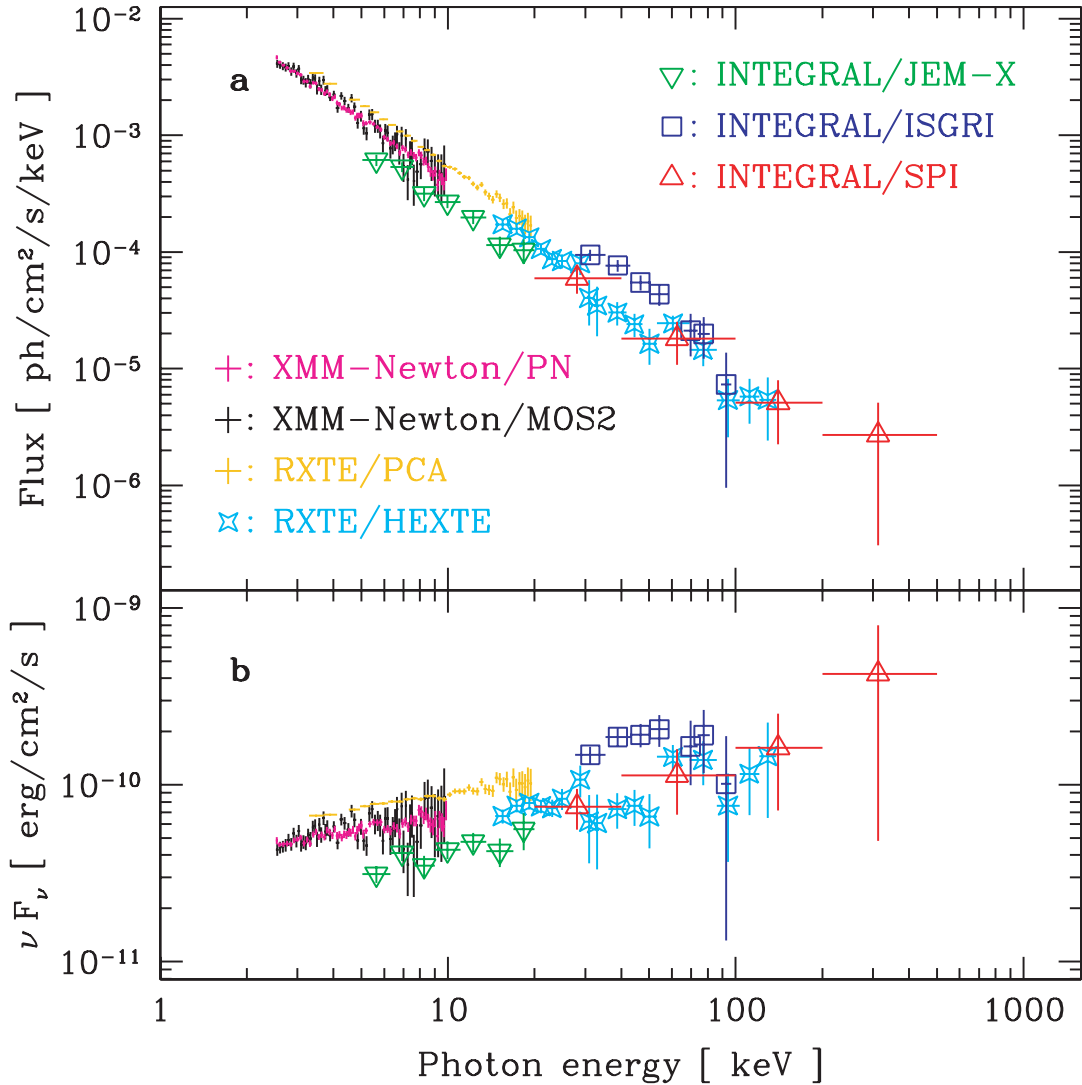 10⁻²
a
▽: INTEGRAL/JEM-X
□: INTEGRAL/ISGRI
△: INTEGRAL/SPI
10⁻³
10⁻⁴
10⁻⁵
10⁻⁶
Flux [ ph/cm²/s/keV ]
+: XMM-Newton/PN
+: XMM-Newton/MOS2
+: RXTE/PCA
: RXTE/HEXTE
10⁻⁹
b
10⁻¹⁰
10⁻¹¹
νFν [ erg/cm²/s ]
1 10 100 1000
Photon energy [ keV ]